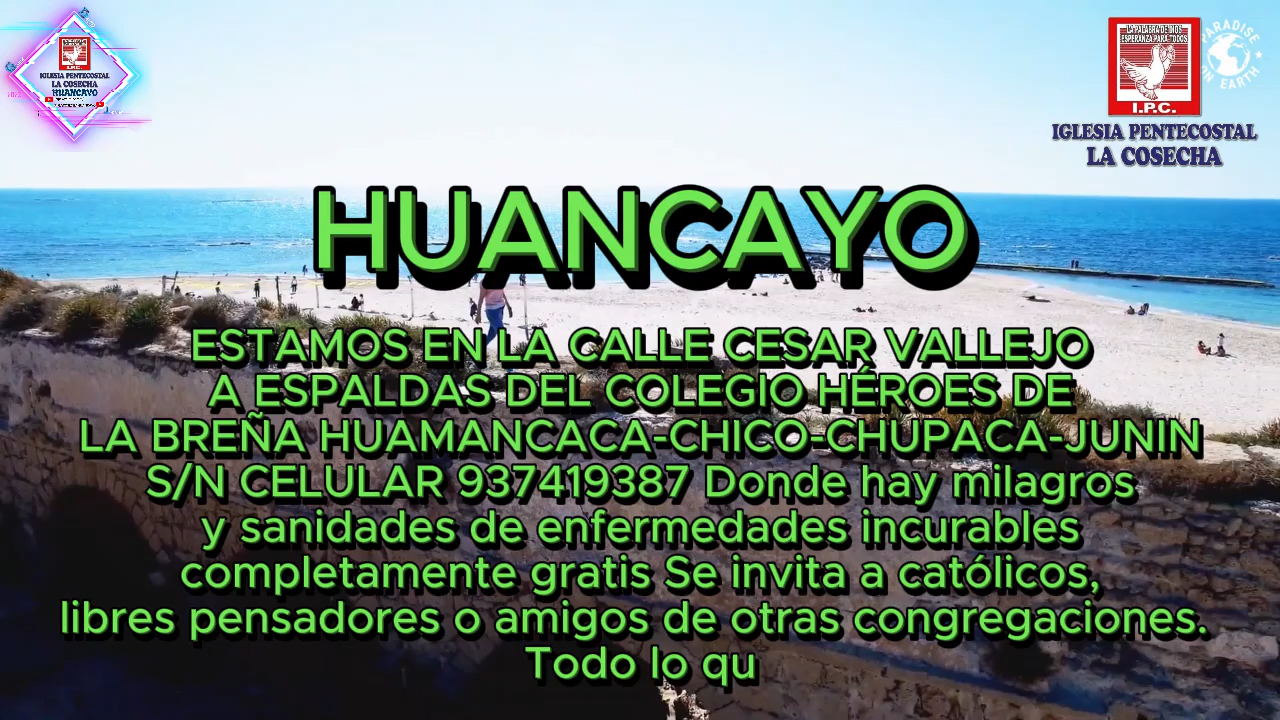 IGLESIA PENTECOSTAL
LA COSECHA
HUANCAYO
LA PALABRA DE DIOS
ESPERANZA PARA TODOS
I.P.C.
IGLESIA PENTECOSTAL
LA COSECHA
PARADISE
ON EARTH
HUANCAYO
ESTAMOS EN LA CALLE CESAR VALLEJO
A ESPALDAS DEL COLEGIO HÉROES DE
LA BREÑA HUAMANCACA-CHICO-CHUPACA-JUNIN
S/N CELULAR 937419387 Donde hay milagros
y sanidades de enfermedades incurables
completamente gratis Se invita a católicos,
libres pensadores o amigos de otras congregaciones.
Todo lo qu